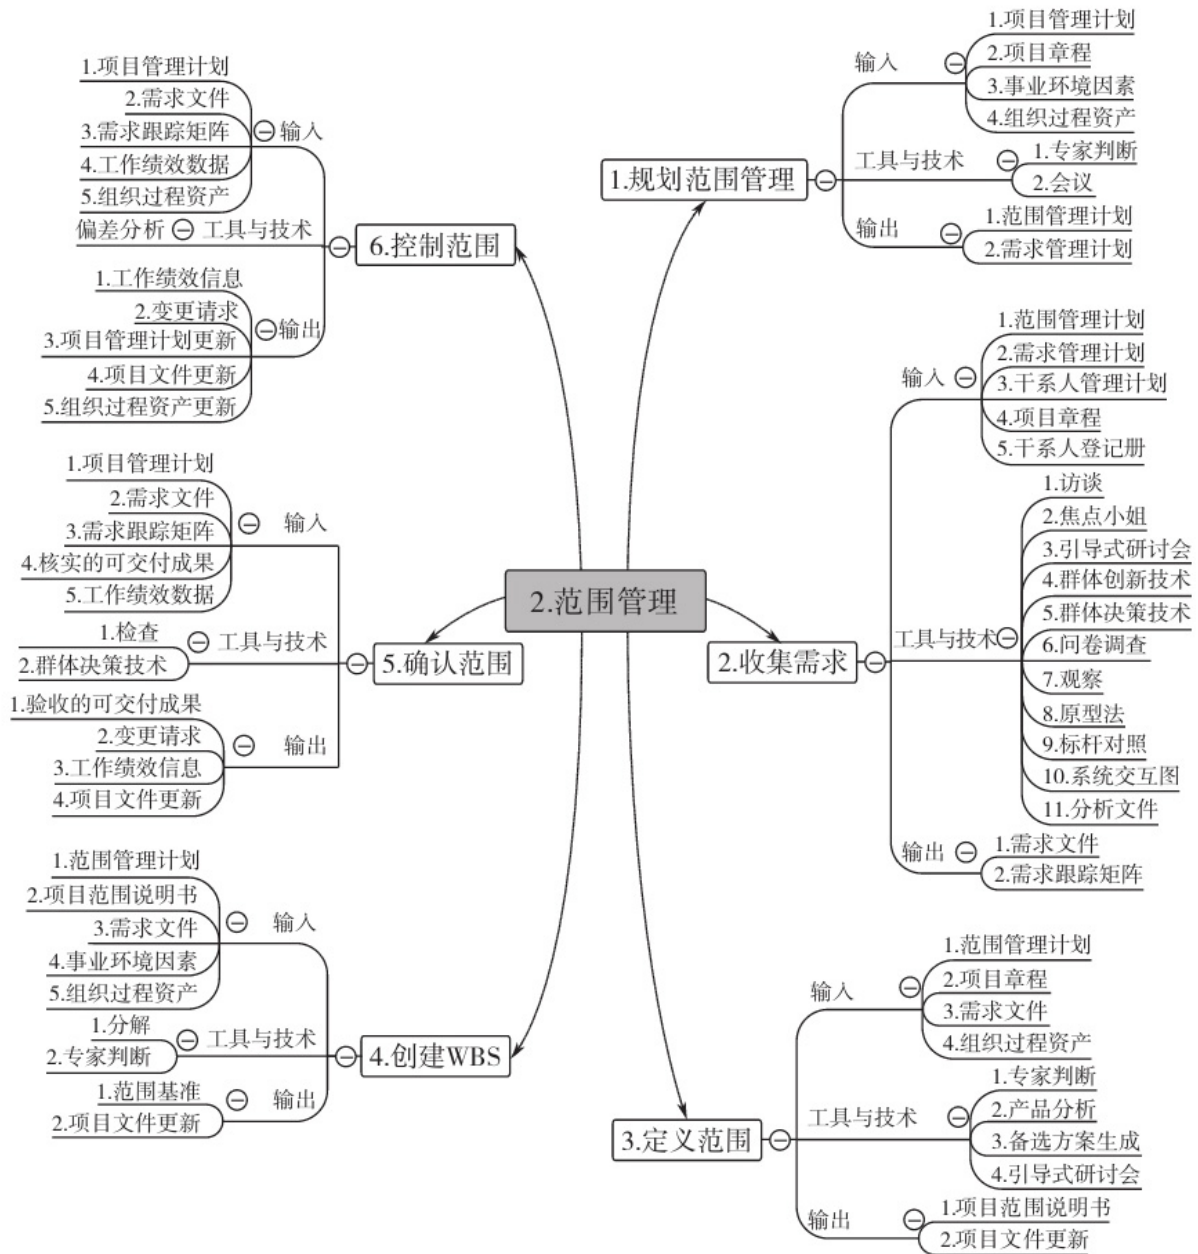 2.范围管理
1.规划范围管理
输入
1.项目管理计划
2.项目章程
3.事业环境因素
4.组织过程资产
工具与技术
1.专家判断
2.会议
输出
1.范围管理计划
2.需求管理计划
2.收集需求
输入
1.范围管理计划
2.需求管理计划
3.干系人管理计划
4.项目章程
5.干系人登记册
工具与技术
1.访谈
2.焦点小姐
3.引导式研讨会
4.群体创新技术
5.群体决策技术
6.问卷调查
7.观察
8.原型法
9.标杆对照
10.系统交互图
11.分析文件
输出
1.需求文件
2.需求跟踪矩阵
3.定义范围
输入
1.范围管理计划
2.项目章程
3.需求文件
4.组织过程资产
工具与技术
1.专家判断
2.产品分析
3.备选方案生成
4.引导式研讨会
输出
1.项目范围说明书
2.项目文件更新
4.创建WBS
输入
1.范围管理计划
2.项目范围说明书
3.需求文件
4.事业环境因素
5.组织过程资产
工具与技术
1.分解
2.专家判断
输出
1.范围基准
2.项目文件更新
5.确认范围
输入
1.项目管理计划
2.需求文件
3.需求跟踪矩阵
4.核实的可交付成果
5.工作绩效数据
工具与技术
1.检查
2.群体决策技术
输出
1.验收的可交付成果
2.变更请求
3.工作绩效信息
4.项目文件更新
6.控制范围
输入
1.项目管理计划
2.需求文件
3.需求跟踪矩阵
4.工作绩效数据
5.组织过程资产
工具与技术
偏差分析
输出
1.工作绩效信息
2.变更请求
3.项目管理计划更新
4.项目文件更新
5.组织过程资产更新